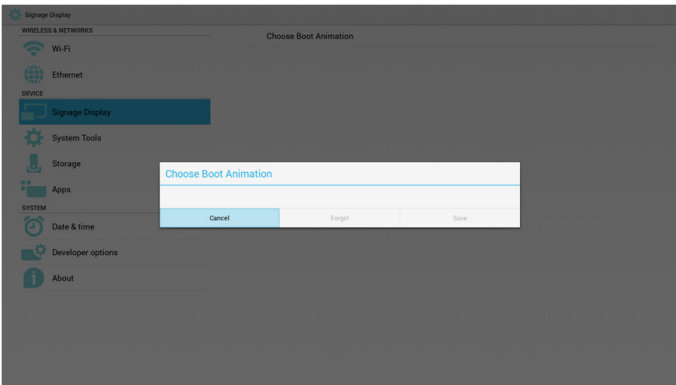 Signage Display
WIRELESS & NETWORKS
Wi-Fi
Ethernet
DEVICE
Signage Display
System Tools
Storage
Apps
SYSTEM
Date & time
Developer options
About
Choose Boot Animation
Choose Boot Animation
Cancel Forget Save